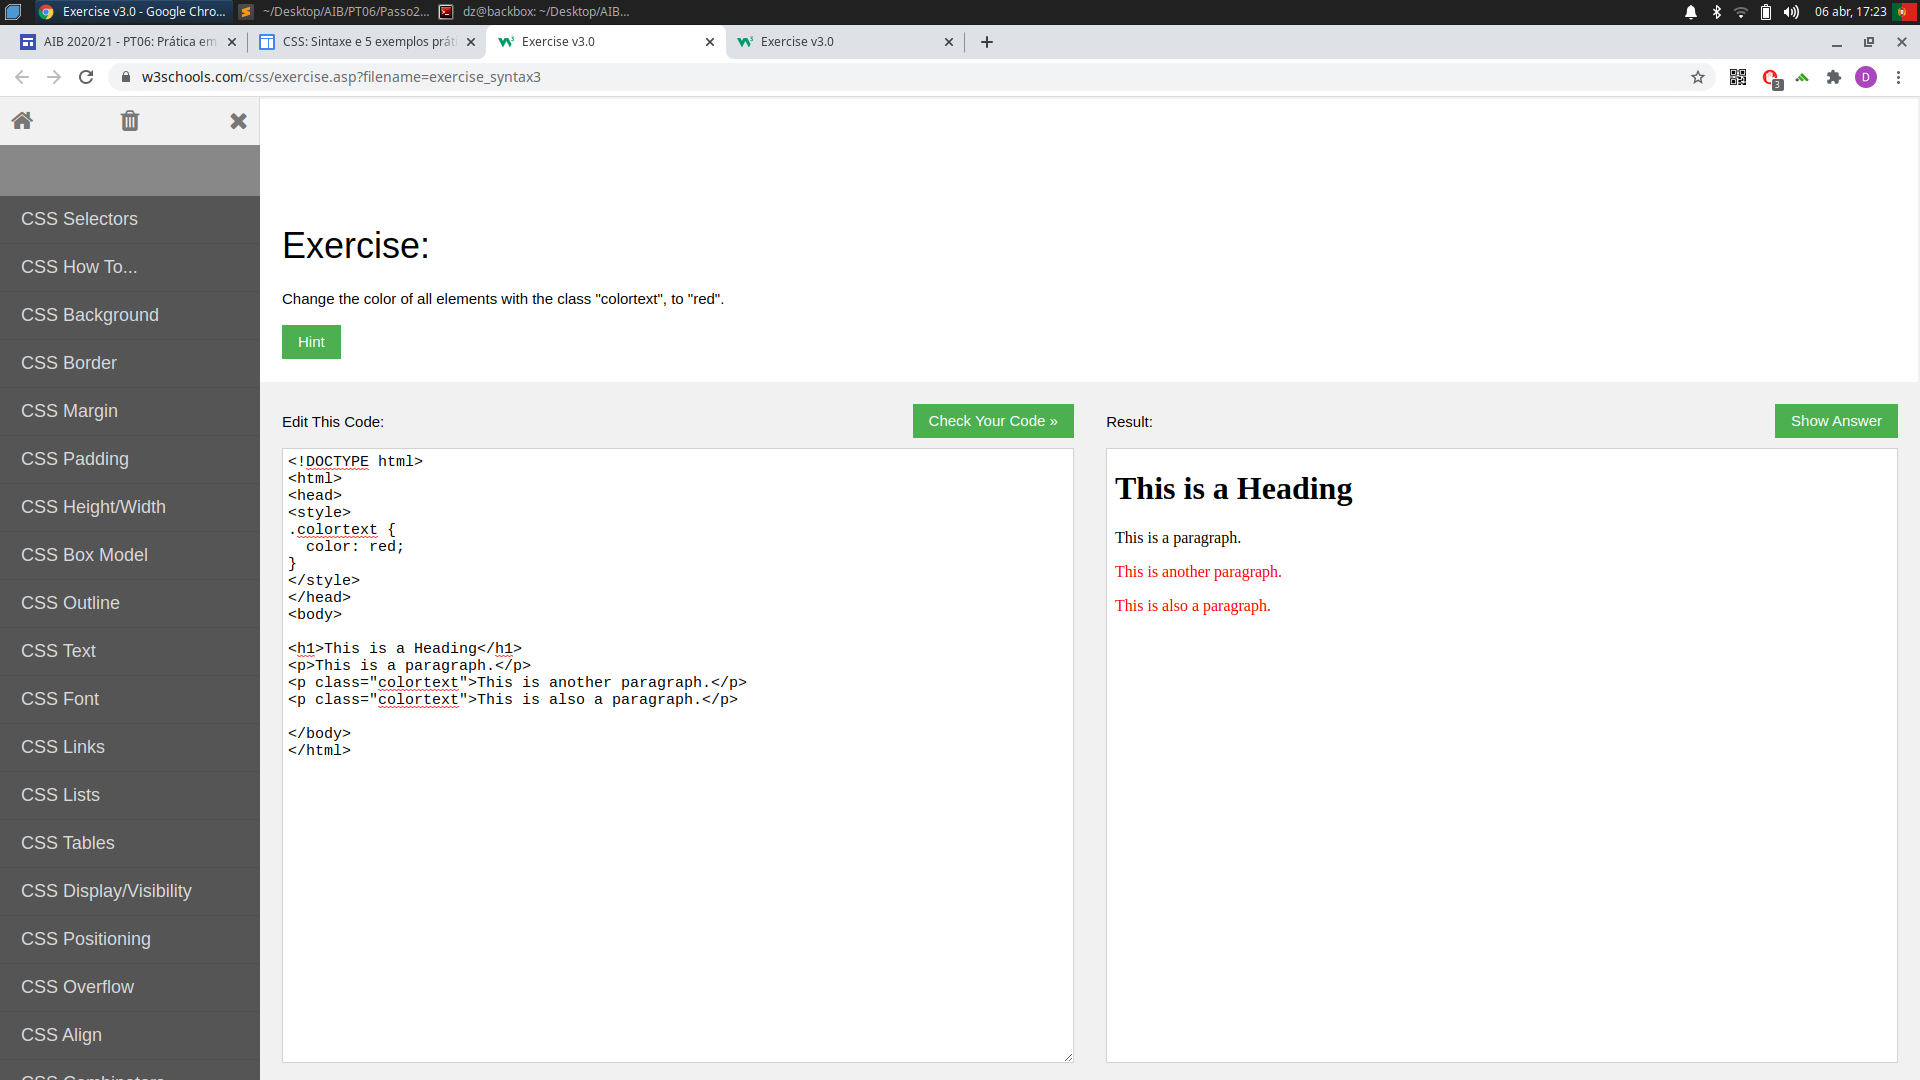 Exercise v3.0 - Google Chro...
~/Desktop/AIB/PT06/Passo2...
dz@backbox: ~/Desktop/AIB...
06 abr, 17:23
AIB 2020/21 - PT06: Prática em
CSS: Sintaxe e 5 exemplos práti
Exercise v3.0
Exercise v3.0
w3schools.com/css/exercise.asp?filename=exercise_syntax3
3
D
CSS Selectors
CSS How To...
CSS Background
CSS Border
CSS Margin
CSS Padding
CSS Height/Width
CSS Box Model
CSS Outline
CSS Text
CSS Font
CSS Links
CSS Lists
CSS Tables
CSS Display/Visibility
CSS Positioning
CSS Overflow
CSS Align
CSS Combinators
Exercise:
Change the color of all elements with the class "colortext", to "red".
Hint
Edit This Code:
Check Your Code »
<!DOCTYPE html>
<html>
<head>
<style>
.colortext {
  color: red;
}
</style>
</head>
<body>
<h1>This is a Heading</h1>
<p>This is a paragraph.</p>
<p class="colortext">This is another paragraph.</p>
<p class="colortext">This is also a paragraph.</p>
</body>
</html>
Result:
Show Answer
This is a Heading
This is a paragraph.
This is another paragraph.
This is also a paragraph.